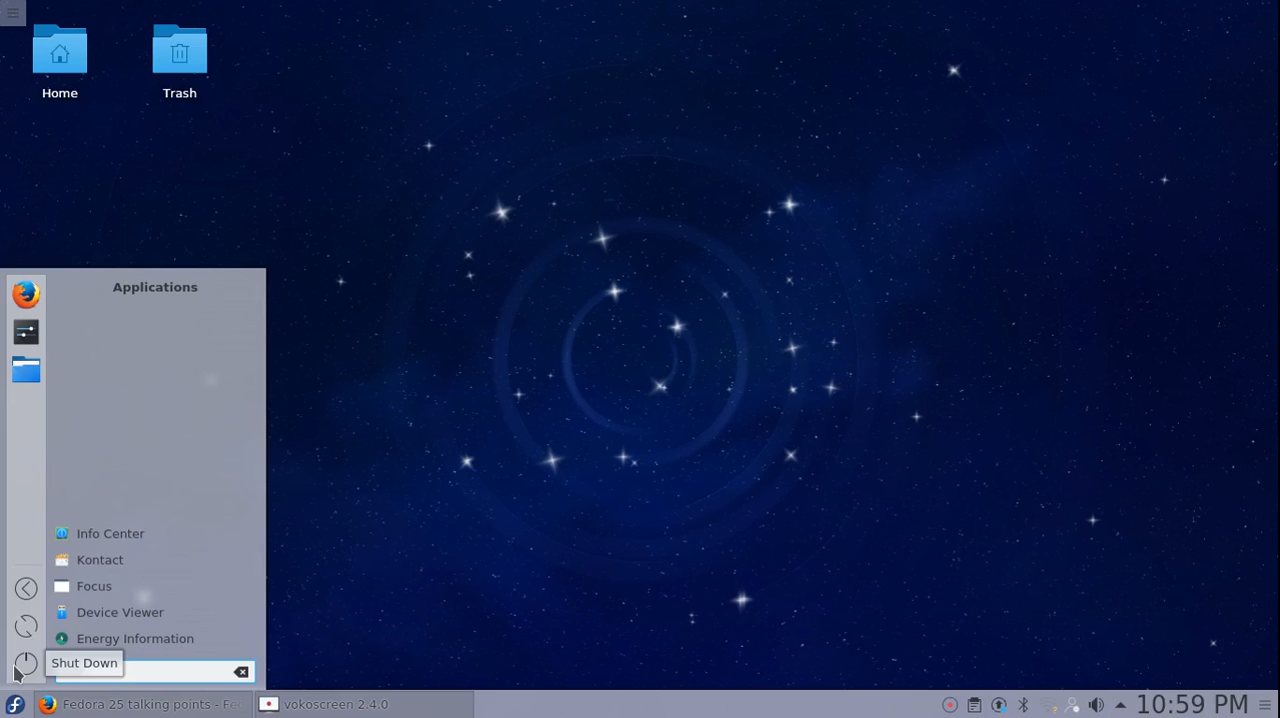 Home
Trash
Applications
Info Center
Kontact
Focus
Device Viewer
Energy Information
Shut Down
Fedora 25 talking points - Fe
vokoscreen 2.4.0
10:59 PM